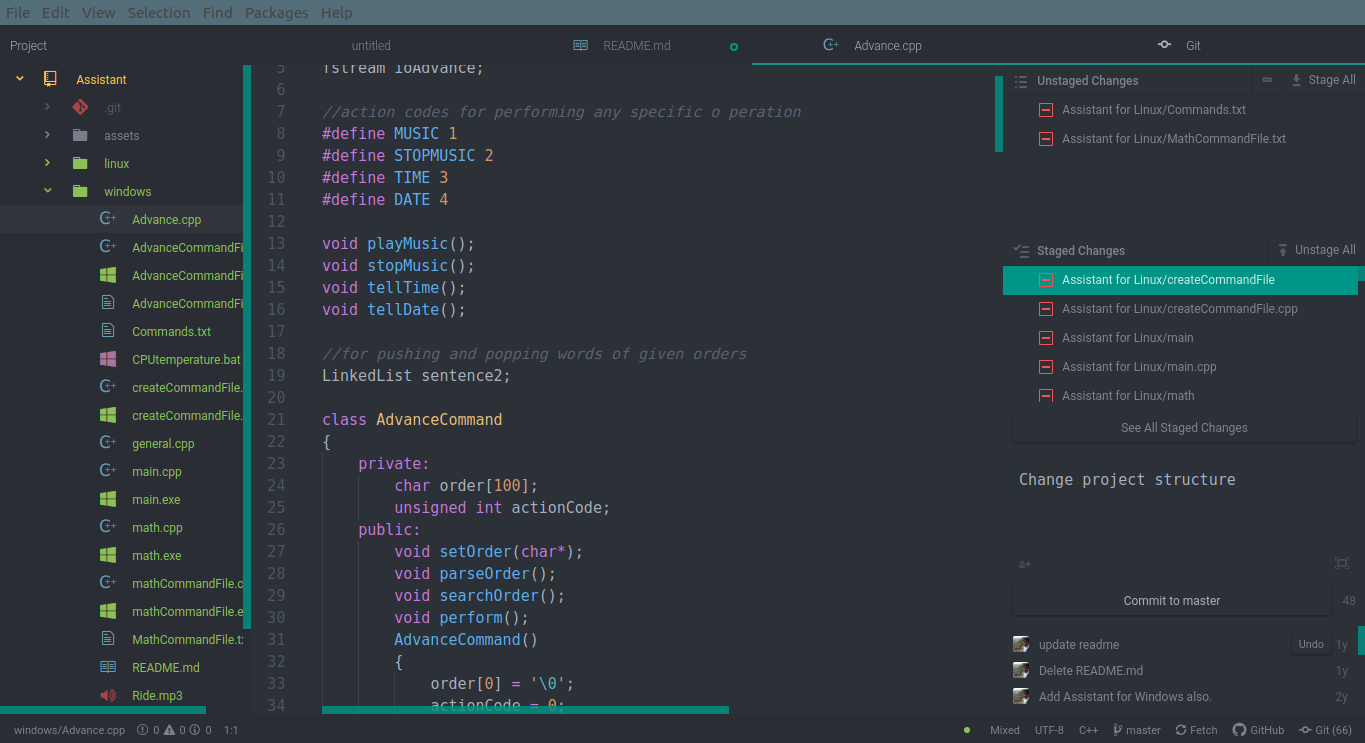 File Edit View Selection Find Packages Help
Project
untitled
README.md
Advance.cpp
Git
Assistant
.git
assets
linux
windows
Advance.cpp
AdvanceCommandFi
AdvanceCommandFi
AdvanceCommandFi
Commands.txt
CPUtemperature.bat
createCommandFile.
createCommandFile.
general.cpp
main.cpp
main.exe
math.cpp
math.exe
mathCommandFile.c
mathCommandFile.e
MathCommandFile.t
README.md
Ride.mp3
5 fstream ioAdvance;
6
7 //action codes for performing any specific o peration
8 #define MUSIC 1
9 #define STOPMUSIC 2
10 #define TIME 3
11 #define DATE 4
12
13 void playMusic();
14 void stopMusic();
15 void tellTime();
16 void tellDate();
17
18 //for pushing and popping words of given orders
19 LinkedList sentence2;
20
21 class AdvanceCommand
22 {
23 private:
24 char order[100];
25 unsigned int actionCode;
26 public:
27 void setOrder(char*);
28 void parseOrder();
29 void searchOrder();
30 void perform();
31 AdvanceCommand()
32 {
33 order[0] = '\0';
34 actionCode = 0;
Unstaged Changes
Stage All
Assistant for Linux/Commands.txt
Assistant for Linux/MathCommandFile.txt
Staged Changes
Unstage All
Assistant for Linux/createCommandFile
Assistant for Linux/createCommandFile.cpp
Assistant for Linux/main
Assistant for Linux/main.cpp
Assistant for Linux/math
See All Staged Changes
Change project structure
Commit to master 48
update readme Undo 1y
Delete README.md 1y
Add Assistant for Windows also. 2y
windows/Advance.cpp 0 0 0 1:1 Mixed UTF-8 C++ master Fetch GitHub Git (66)